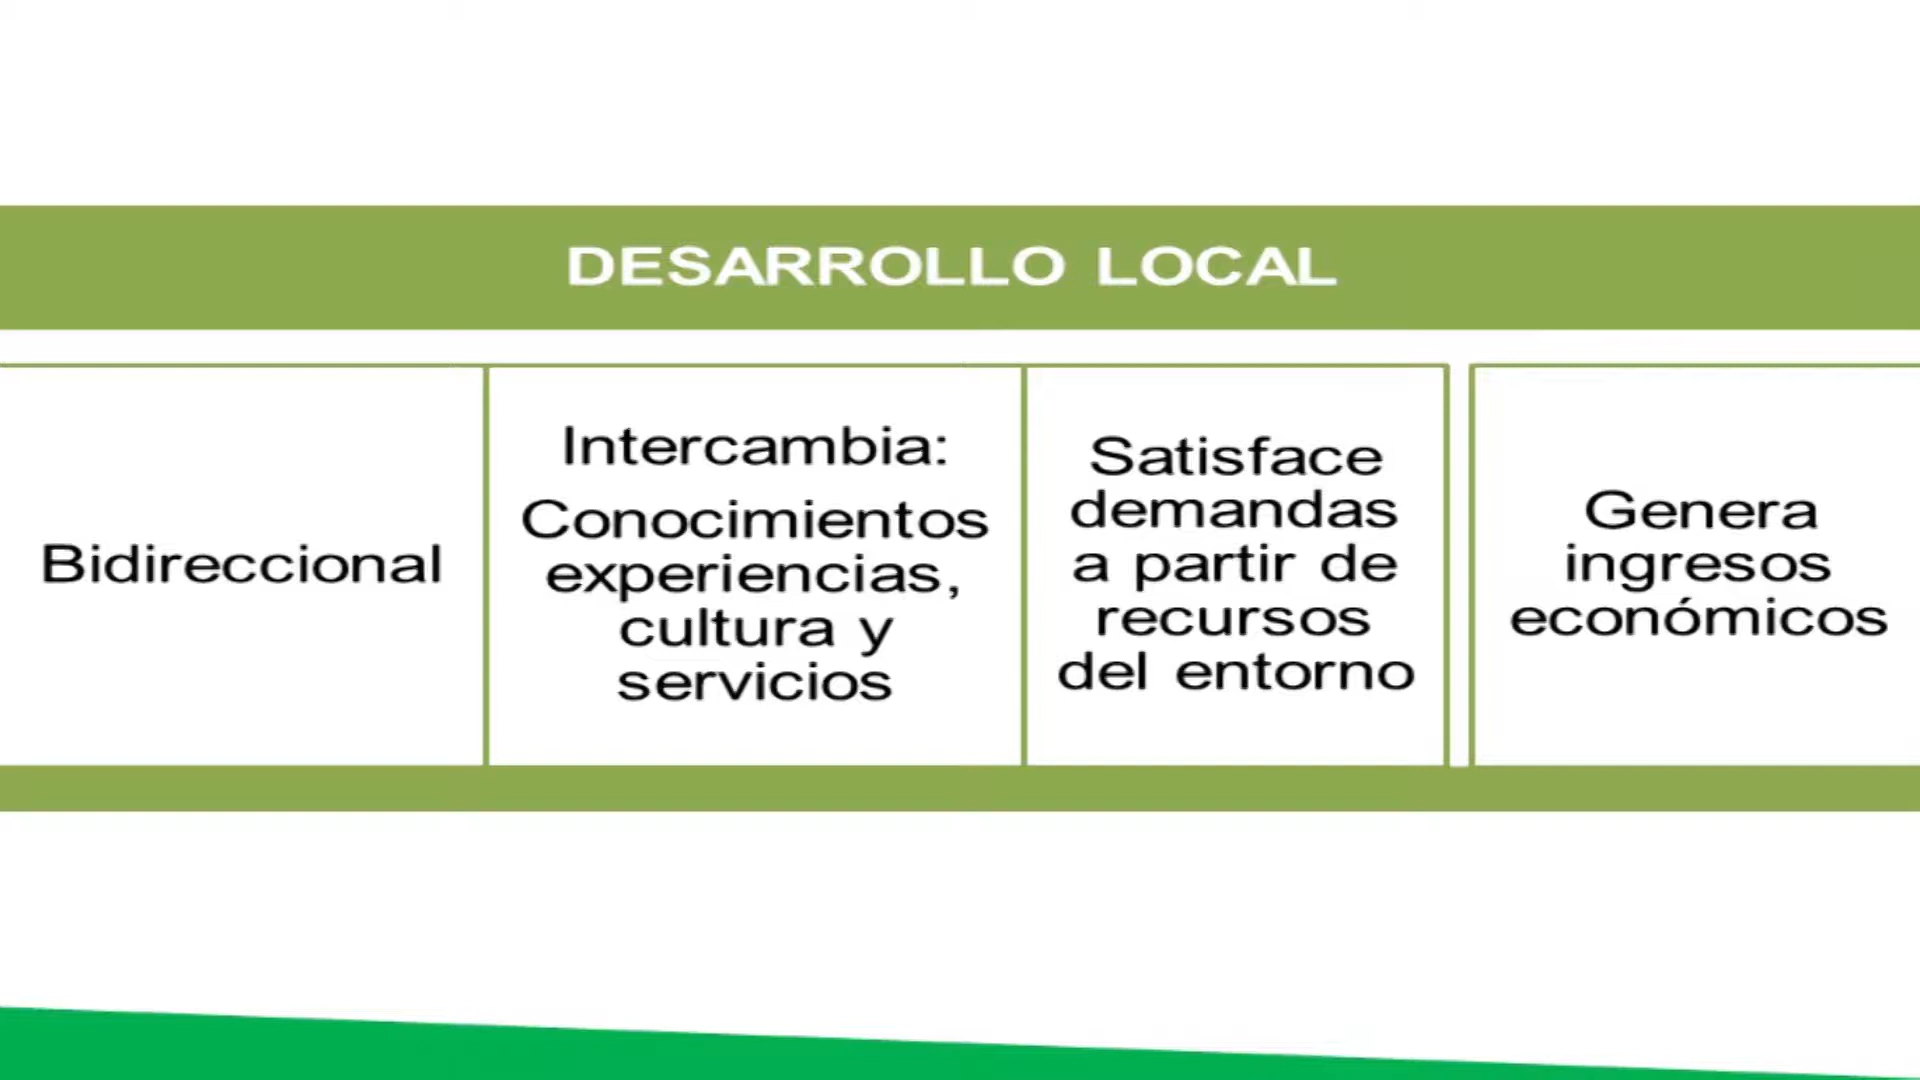 DESARROLLO LOCAL
Bidireccional
Intercambia:
Conocimientos
experiencias,
cultura y
servicios
Satisface
demandas
a partir de
recursos
del entorno
Genera
ingresos
económicos